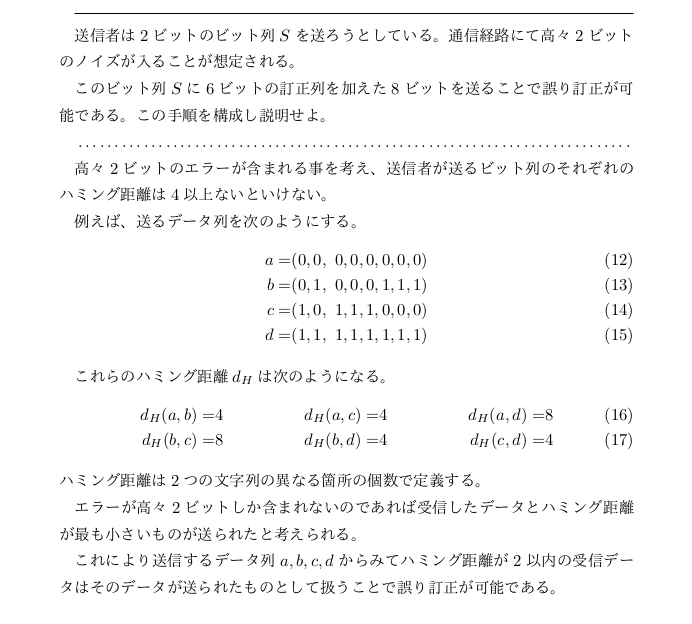 送信者は 2 ビットのビット列 S を送ろうとしている。通信経路にて高々 2 ビット
のノイズが入ることが想定される。
このビット列 S に 6 ビットの訂正列を加えた 8 ビットを送ることで誤り訂正が可
能である。この手順を構成し説明せよ。
高々 2 ビットのエラーが含まれる事を考え、送信者が送るビット列のそれぞれの
ハミング距離は 4 以上ないといけない。
例えば、送るデータ列を次のようにする。
a =(0, 0, 0, 0, 0, 0, 0, 0) (12)
b =(0, 1, 0, 0, 0, 1, 1, 1) (13)
c =(1, 0, 1, 1, 1, 0, 0, 0) (14)
d =(1, 1, 1, 1, 1, 1, 1, 1) (15)
これらのハミング距離 d_H は次のようになる。
d_H(a, b) =4 d_H(a, c) =4 d_H(a, d) =8 (16)
d_H(b, c) =8 d_H(b, d) =4 d_H(c, d) =4 (17)
ハミング距離は 2 つの文字列の異なる箇所の個数で定義する。
エラーが高々 2 ビットしか含まれないのであれば受信したデータとハミング距離
が最も小さいものが送られたと考えられる。
これにより送信するデータ列 a, b, c, d からみてハミング距離が 2 以内の受信デー
タはそのデータが送られたものとして扱うことで誤り訂正が可能である。